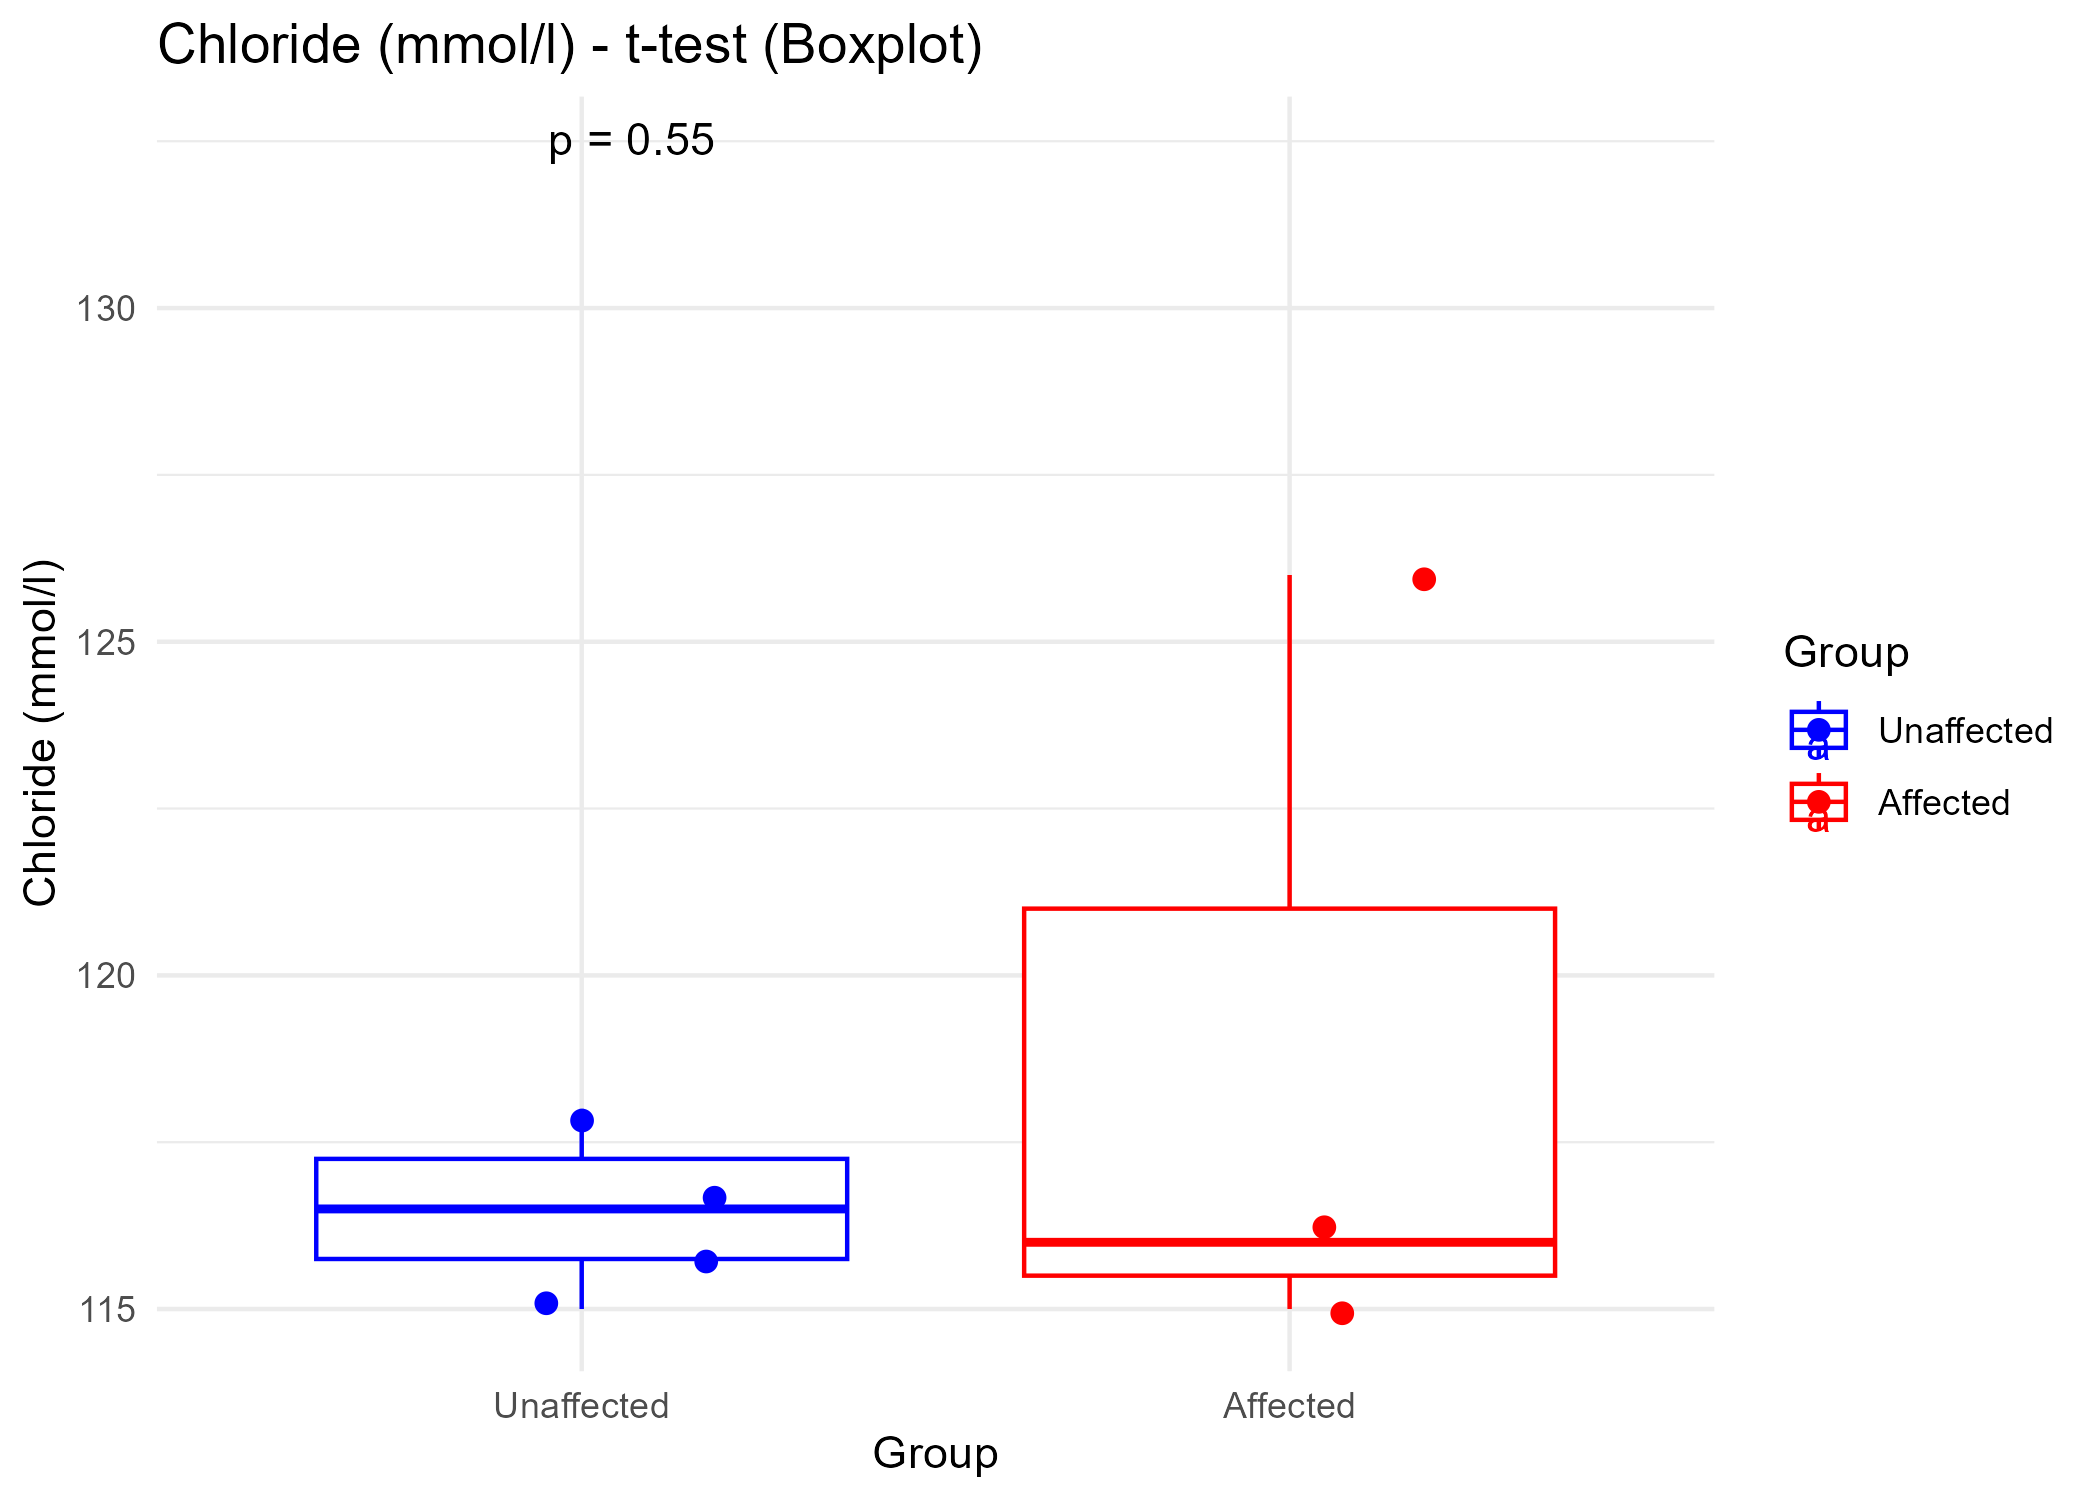 Chloride (mmol/l) - t-test (Boxplot)
p = 0.55
130
125
120
115
Chloride (mmol/l)
Unaffected
Affected
Group
Group
a
Unaffected
a
Affected